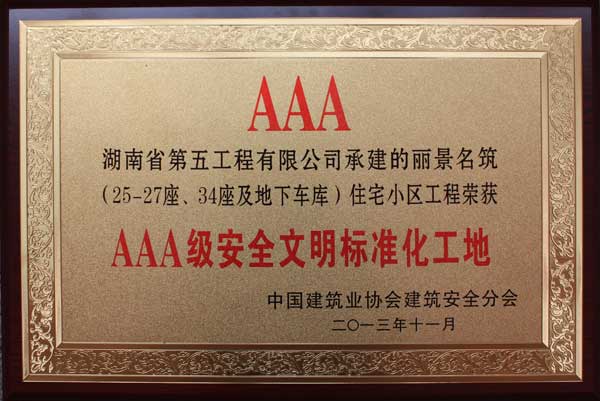 AAA
湖南省第五工程有限公司承建的丽景名筑
(25-27座、34座及地下车库)住宅小区工程荣获
AAA级安全文明标准化工地
中国建筑业协会建筑安全分会
二〇一三年十一月